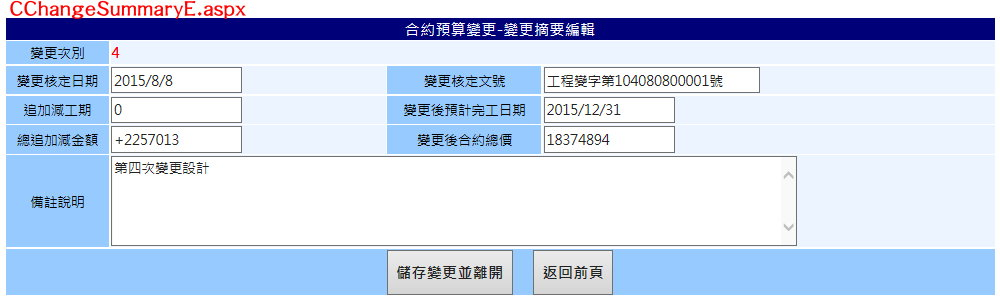 CChangeSummaryE.aspx
合約預算變更-變更摘要編輯
變更次別 4
變更核定日期 2015/8/8 變更核定文號 工程變字第104080800001號
追加減工期 0 變更後預計完工日期 2015/12/31
總追加減金額 +2257013 變更後合約總價 18374894
備註說明 第四次變更設計
儲存變更並離開 返回前頁